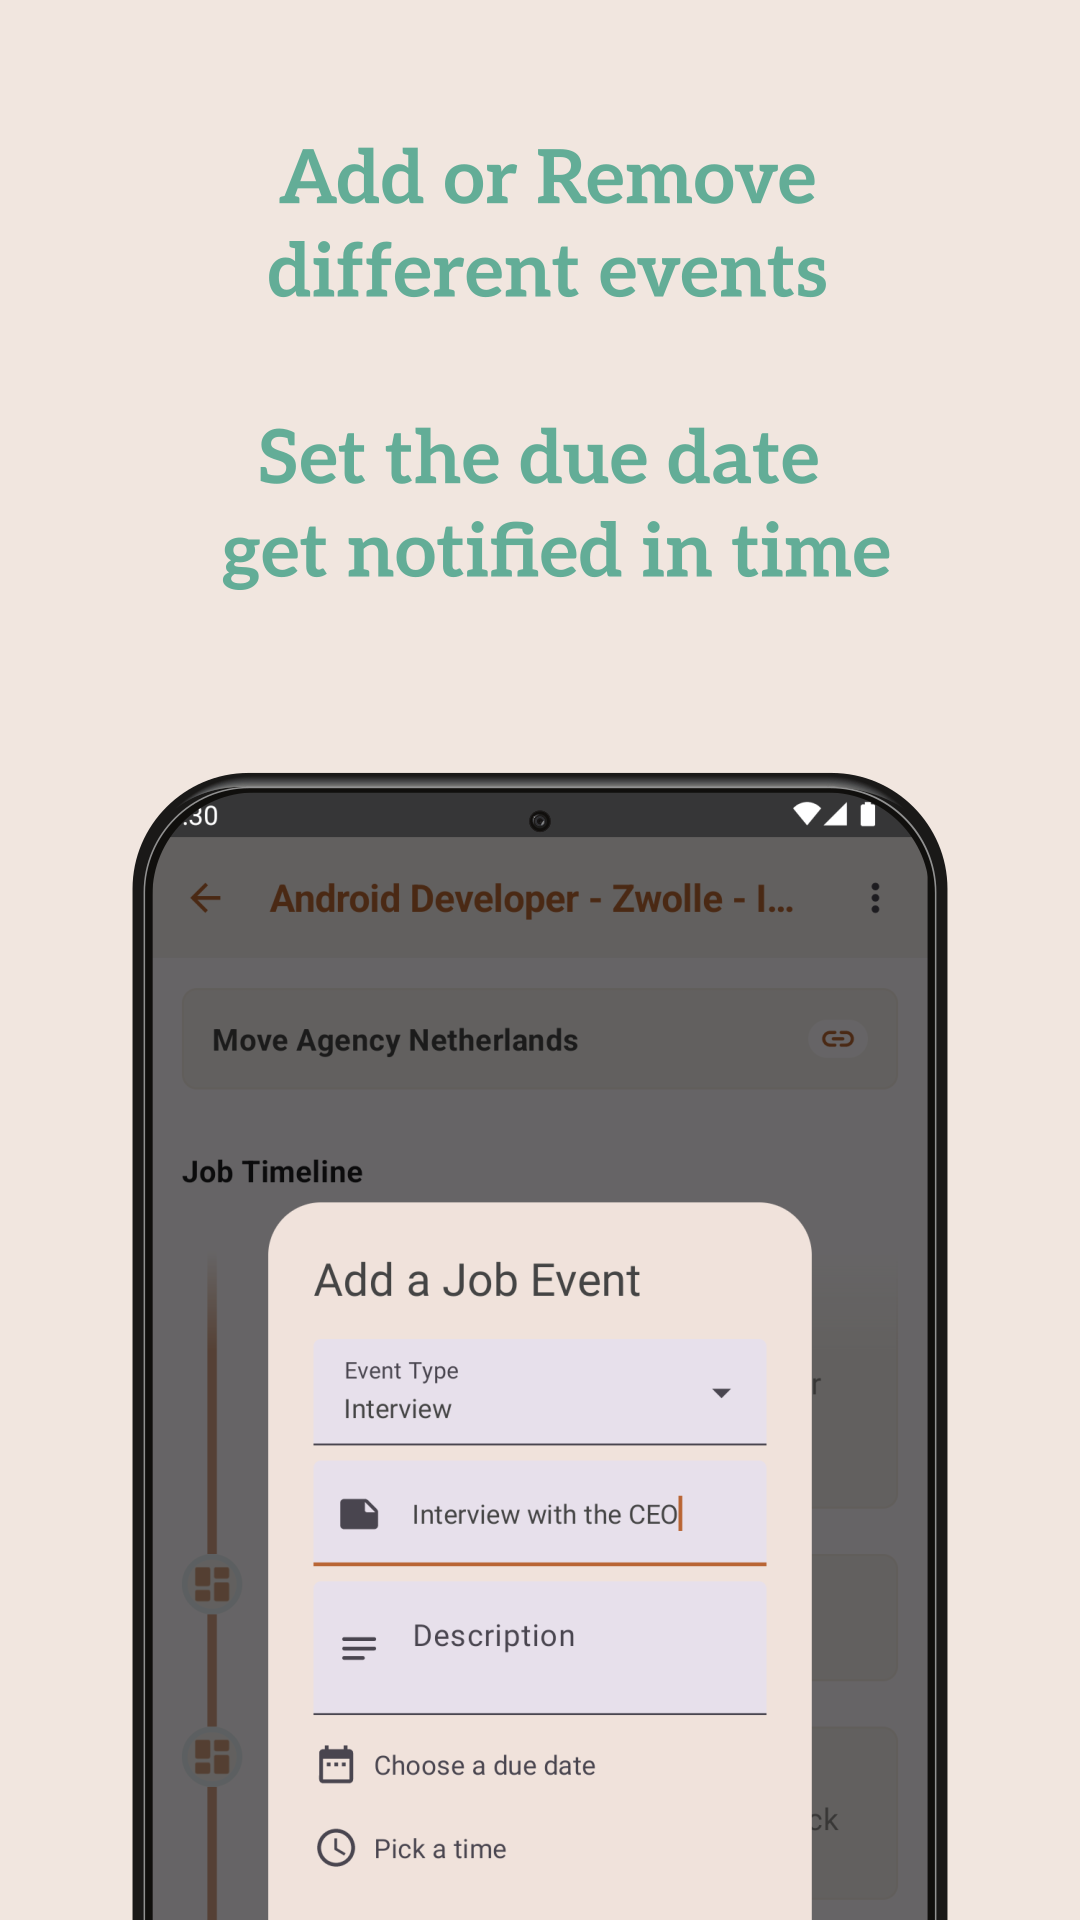 Add or Remove
different events
Set the due date
get notified in time
:30
Android Developer - Zwolle - I...
Move Agency Netherlands
Job Timeline
Add a Job Event
Event Type
Interview
Interview with the CEO
Description
Choose a due date
Pick a time